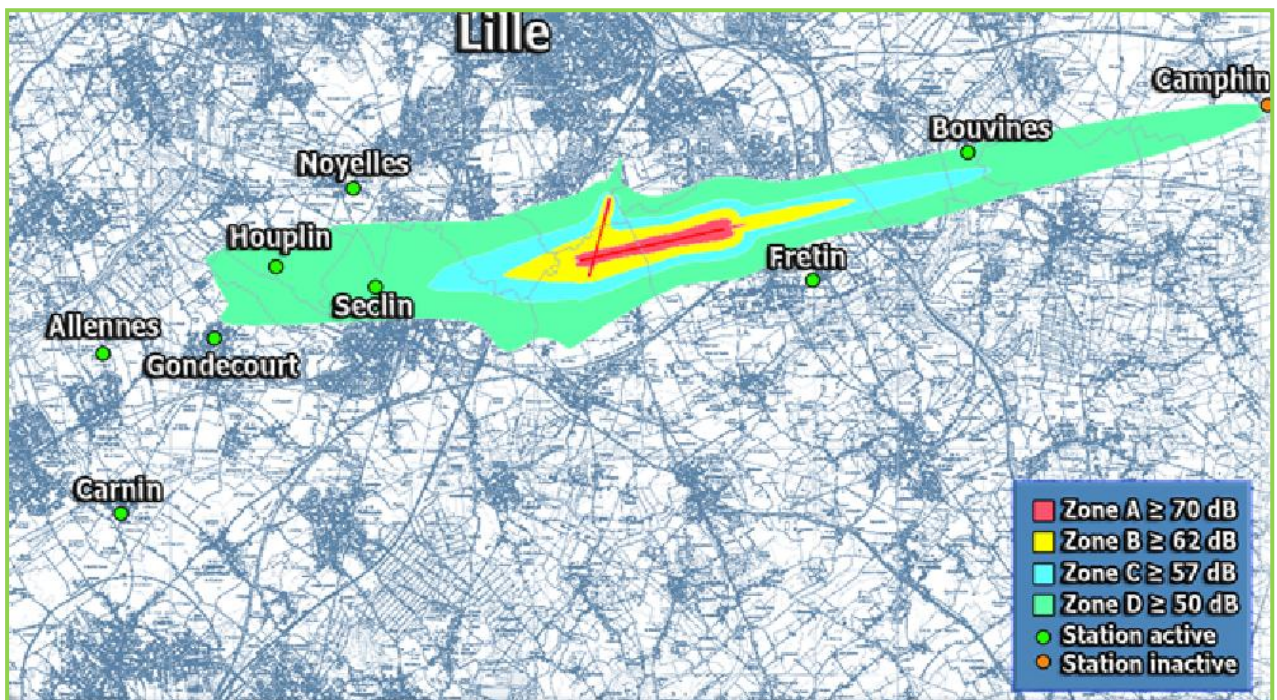 Lille
Camphin
Bouvines
Noyelles
Houplin
Fretin
Seclin
Allennes
Gondecourt
Carnin
Zone A ≥ 70 dB
Zone B ≥ 62 dB
Zone C ≥ 57 dB
Zone D ≥ 50 dB
Station active
Station inactive